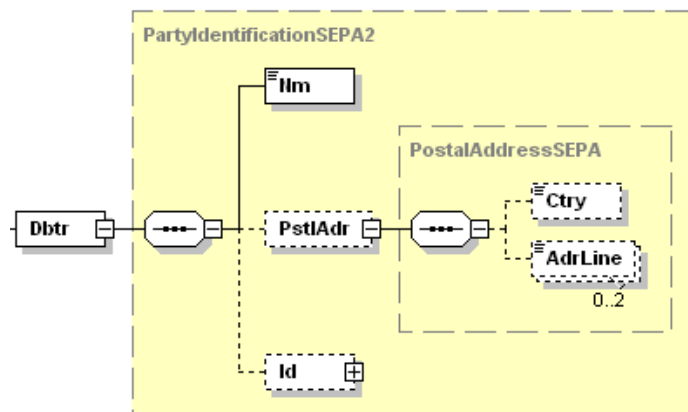 PartyIdentificationSEPA2
Nm
PostalAddressSEPA
Dbtr
PstlAdr
Ctry
AdrLine
0..2
Id